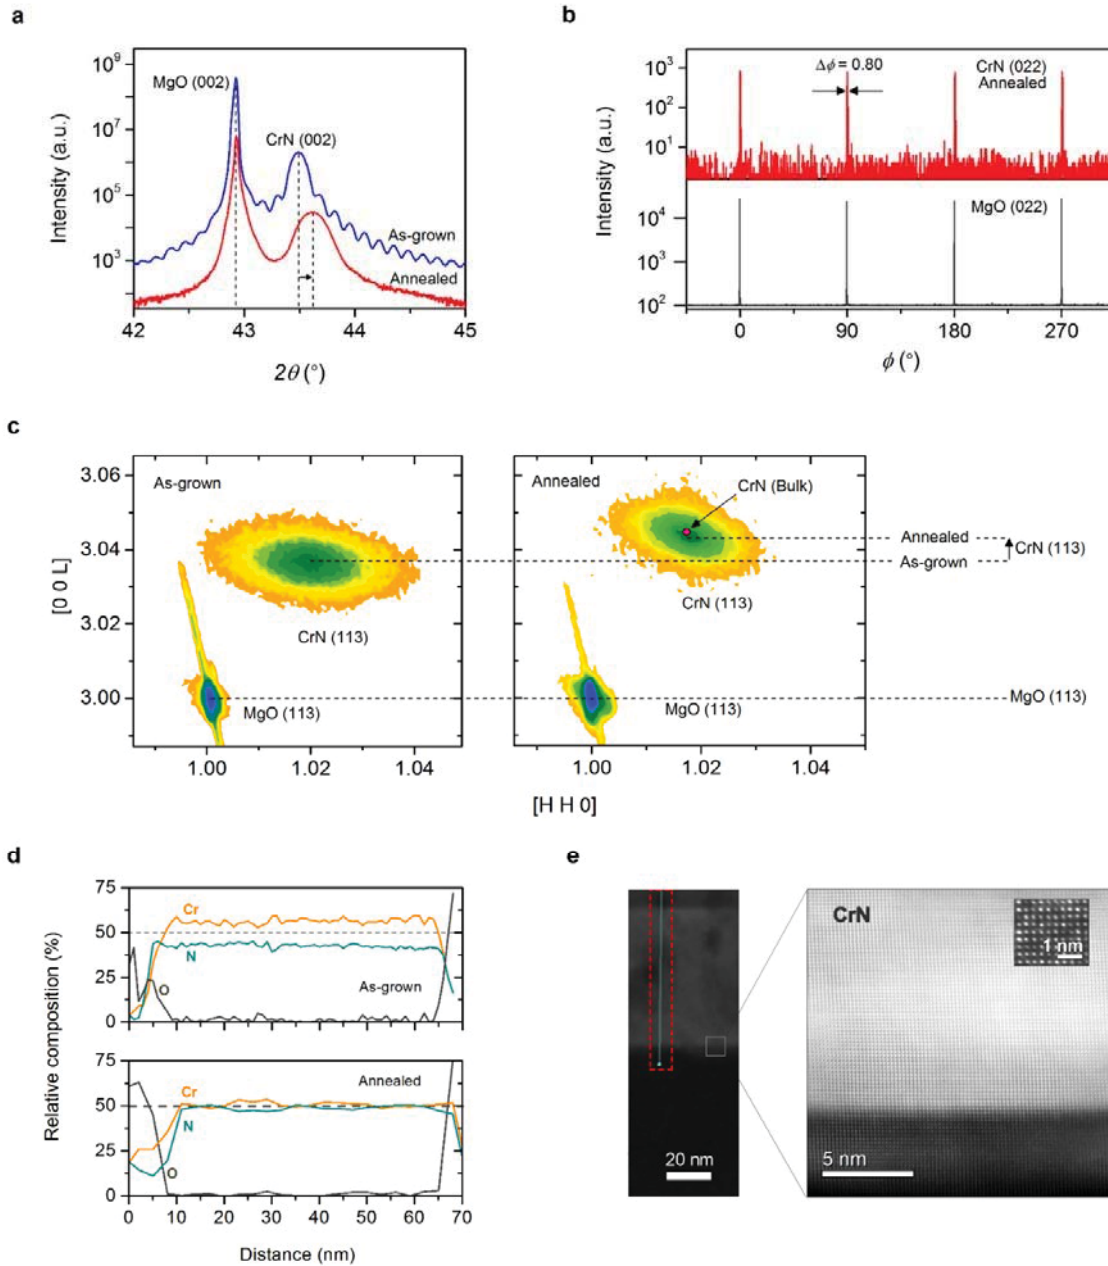 a
10⁹
10⁷
10⁵
10³
Intensity (a.u.)
MgO (002)
CrN (002)
As-grown
Annealed
42
43
44
45
2θ (°)
b
10³
10²
10¹
10⁴
10³
10²
Intensity (a.u.)
Δϕ = 0.80
CrN (022)
Annealed
MgO (022)
0
90
180
270
ϕ (°)
c
3.06
3.04
3.02
3.00
[0 0 L]
As-grown
CrN (113)
MgO (113)
1.00
1.02
1.04
Annealed
CrN (Bulk)
Annealed
As-grown
CrN (113)
CrN (113)
MgO (113)
MgO (113)
1.00
1.02
1.04
[H H 0]
d
75
50
25
0
Cr
N
O
As-grown
75
50
25
0
Cr
N
O
Annealed
Relative composition (%)
0
10
20
30
40
50
60
70
Distance (nm)
e
20 nm
CrN
1 nm
5 nm